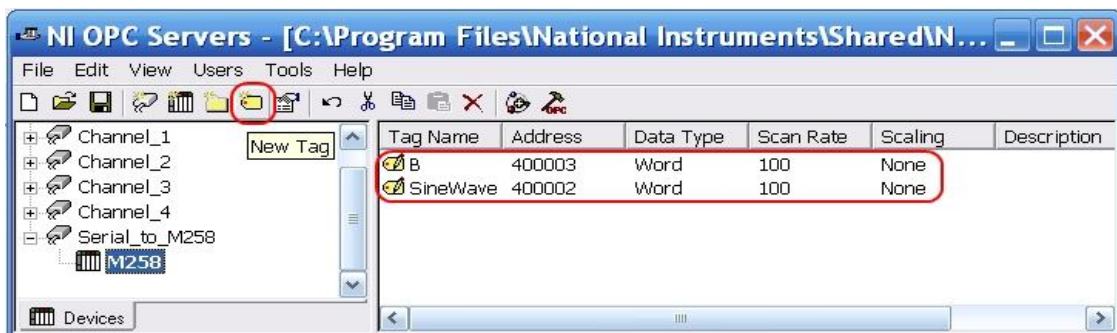 NI OPC Servers - [C:\Program Files\National Instruments\Shared\N...
File Edit View Users Tools Help
OPC
New Tag
Channel_1
Channel_2
Channel_3
Channel_4
Serial_to_M258
M258
Devices
Tag Name Address Data Type Scan Rate Scaling Description
B 400003 Word 100 None
SineWave 400002 Word 100 None